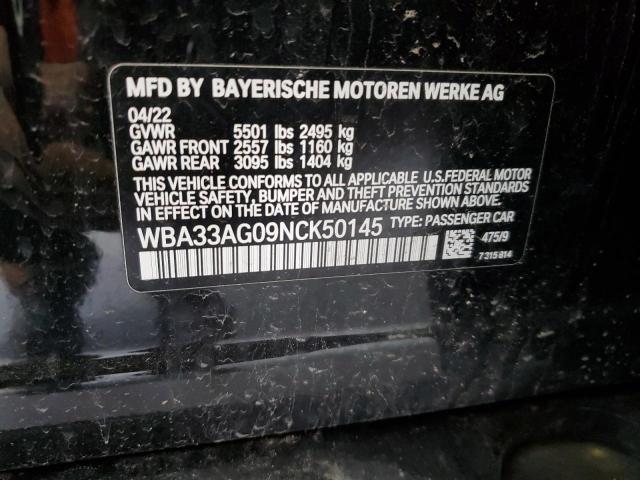 MFD BY BAYERISCHE MOTOREN WERKE AG
04/22
GVWR 5501 lbs 2495 kg
GAWR FRONT 2557 lbs 1160 kg
GAWR REAR 3095 lbs 1404 kg
THIS VEHICLE CONFORMS TO ALL APPLICABLE U.S.FEDERAL MOTOR
VEHICLE SAFETY, BUMPER AND THEFT PREVENTION STANDARDS
IN EFFECT ON THE DATE OF MANUFACTURE SHOWN ABOVE.
WBA33AG09NCK50145 TYPE: PASSENGER CAR
475/9
7315814